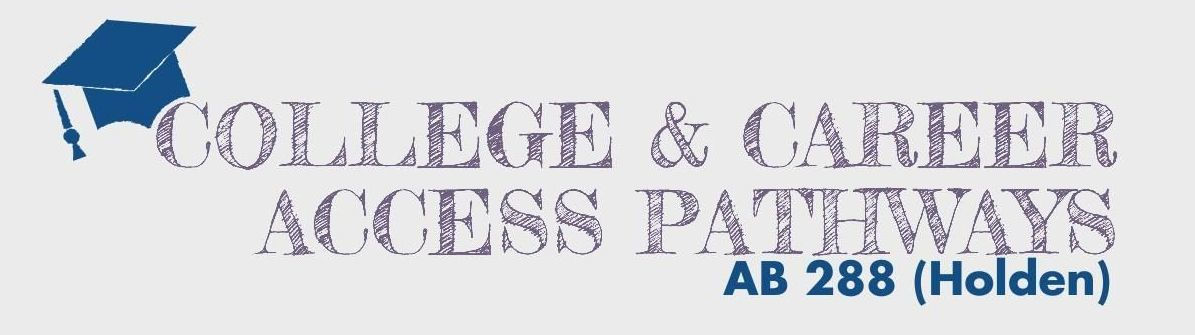 COLLEGE & CAREER
ACCESS PATHWAYS
AB 288 (Holden)